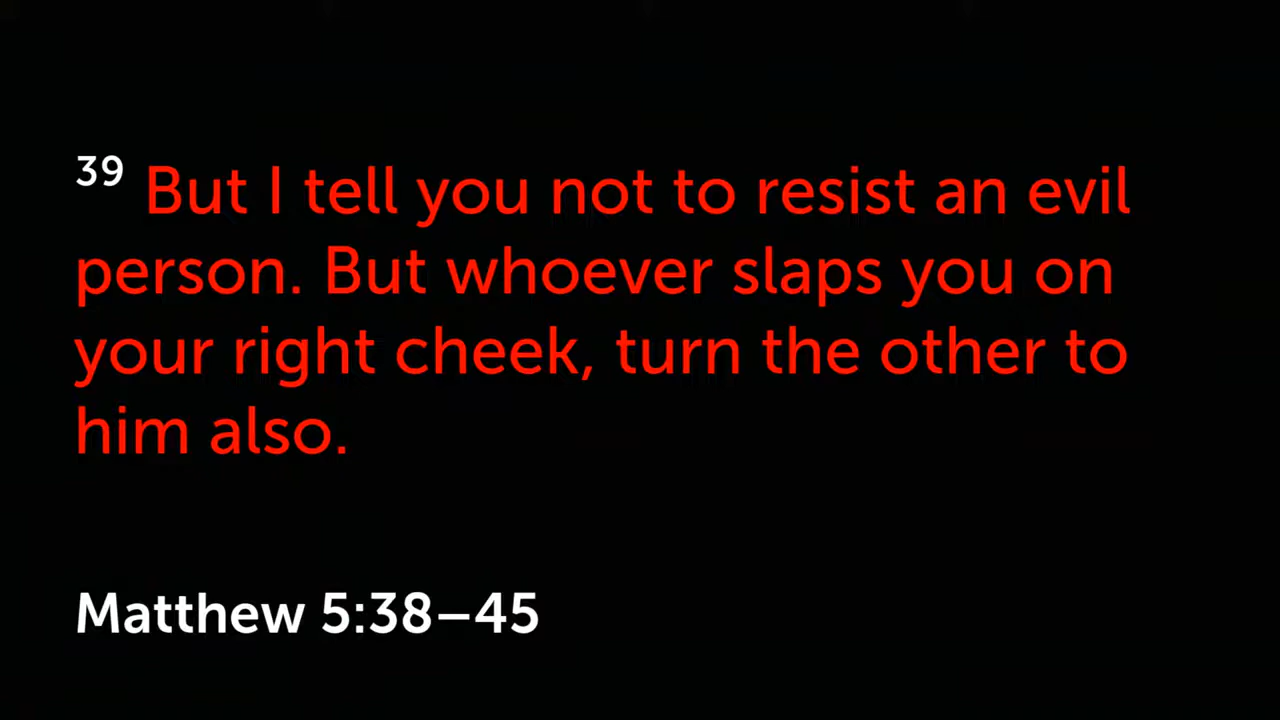 39 But I tell you not to resist an evil
person. But whoever slaps you on
your right cheek, turn the other to
him also.
Matthew 5:38–45